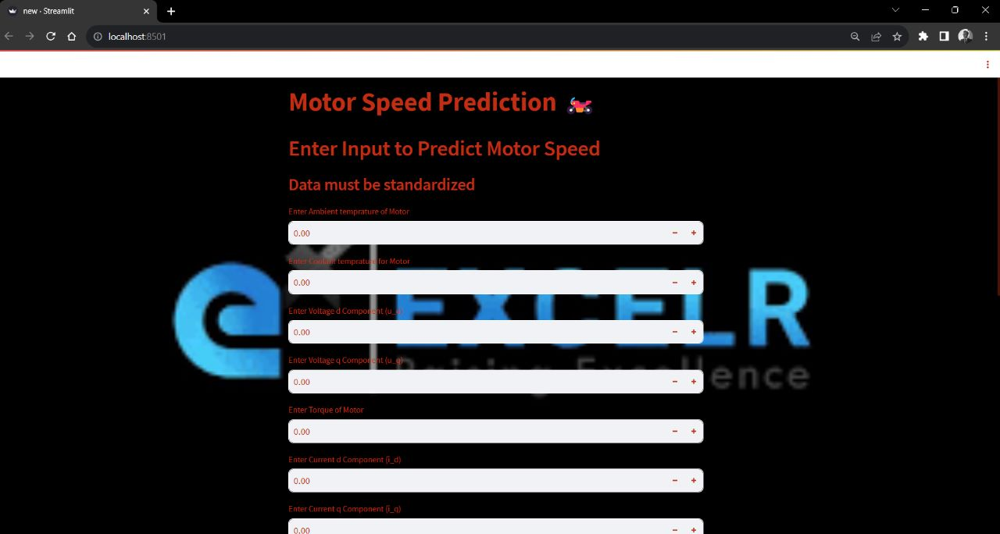 new · Streamlit
localhost:8501
Motor Speed Prediction
Enter Input to Predict Motor Speed
Data must be standardized
Enter Ambient temprature of Motor
0.00
Enter Coolant temprature for Motor
0.00
Enter Voltage d Component (u_d)
0.00
Enter Voltage q Component (u_q)
0.00
Enter Torque of Motor
0.00
Enter Current d Component (i_d)
0.00
Enter Current q Component (i_q)
0.00
EXCELR
Raising Excellence